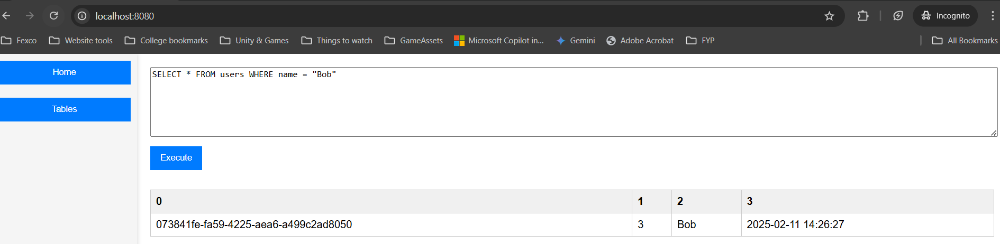 localhost:8080
Incognito
Fexco
Website tools
College bookmarks
Unity & Games
Things to watch
GameAssets
Microsoft Copilot in...
Gemini
Adobe Acrobat
FYP
All Bookmarks
Home
Tables
SELECT * FROM users WHERE name = "Bob"
Execute
0 1 2 3
073841fe-fa59-4225-aea6-a499c2ad8050 3 Bob 2025-02-11 14:26:27